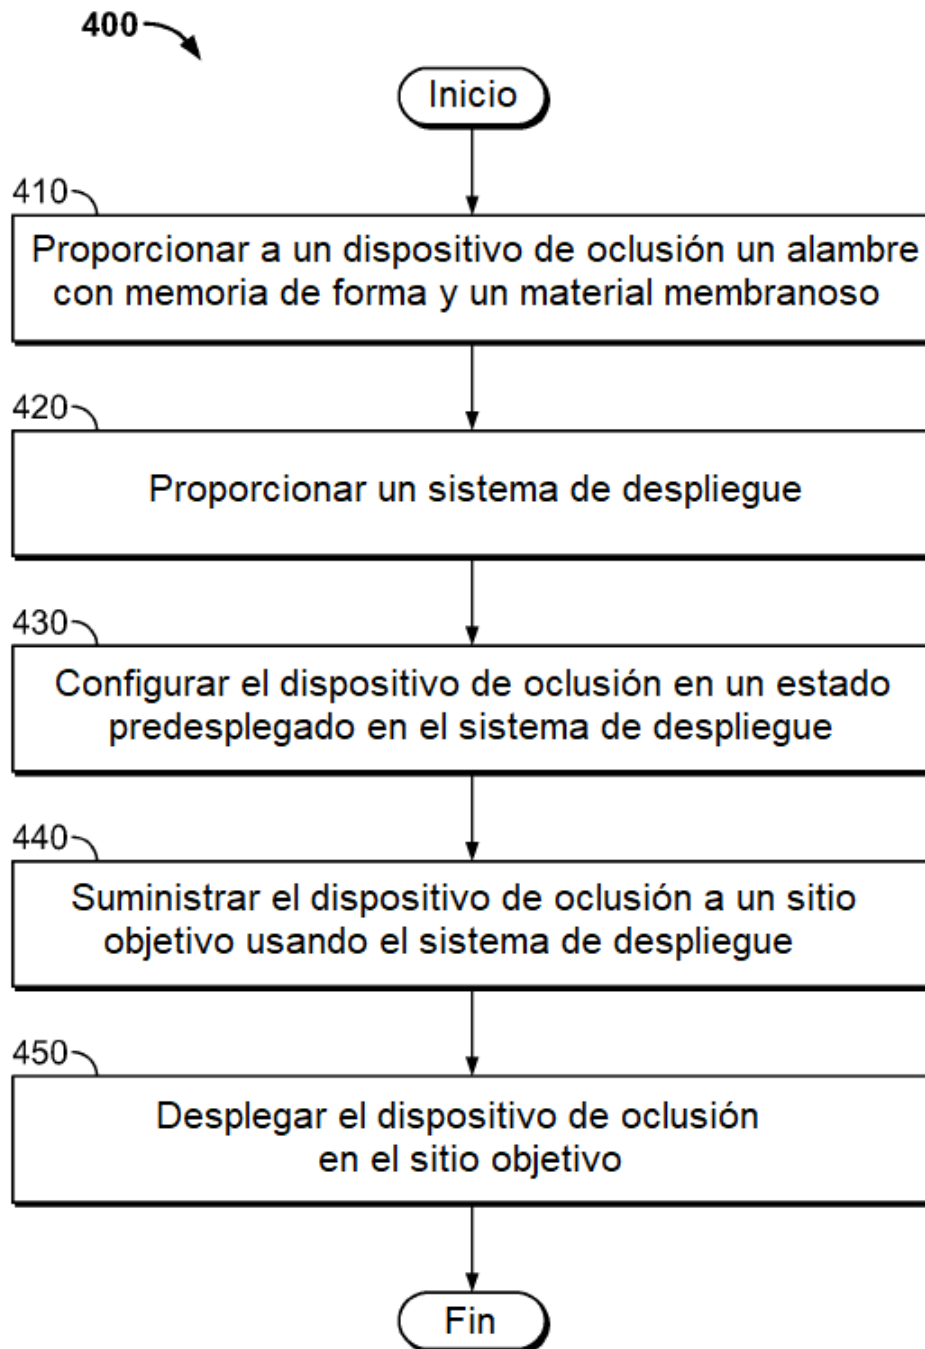 400
Inicio
410
Proporcionar a un dispositivo de oclusión un alambre
con memoria de forma y un material membranoso
420
Proporcionar un sistema de despliegue
430
Configurar el dispositivo de oclusión en un estado
predesplegado en el sistema de despliegue
440
Suministrar el dispositivo de oclusión a un sitio
objetivo usando el sistema de despliegue
450
Desplegar el dispositivo de oclusión
en el sitio objetivo
Fin